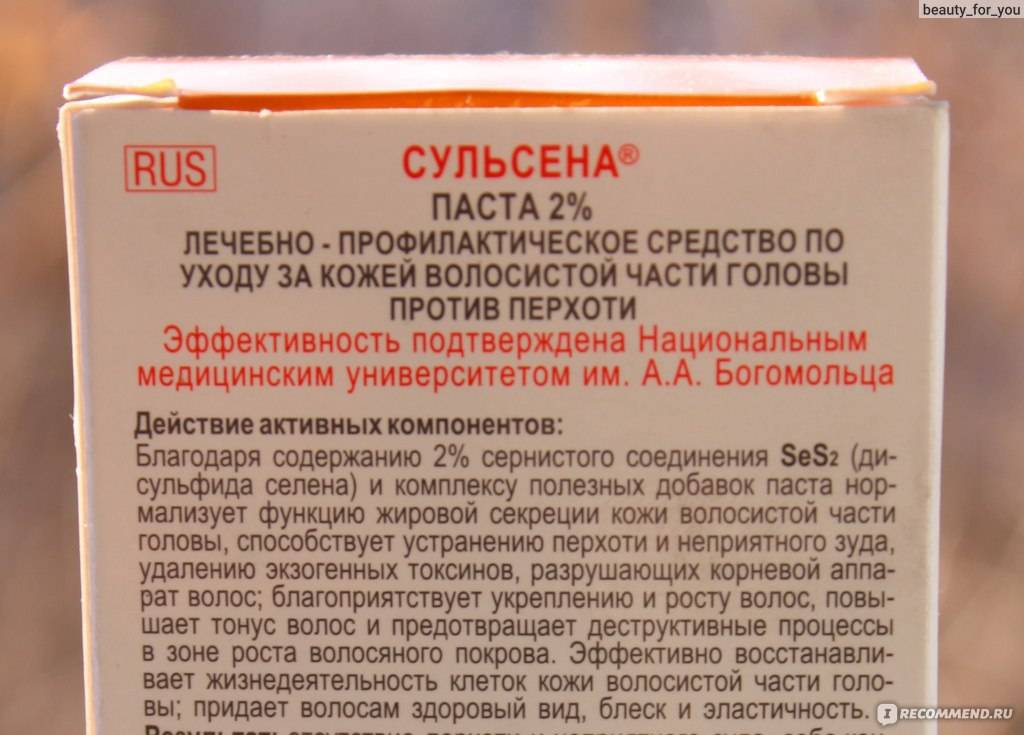 beauty_for_you
RUS
СУЛЬСЕНА®
ПАСТА 2%
ЛЕЧЕБНО - ПРОФИЛАКТИЧЕСКОЕ СРЕДСТВО ПО
УХОДУ ЗА КОЖЕЙ ВОЛОСИСТОЙ ЧАСТИ ГОЛОВЫ
ПРОТИВ ПЕРХОТИ
Эффективность подтверждена Национальным
медицинским университетом им. А.А. Богомольца
Действие активных компонентов:
Благодаря содержанию 2% сернистого соединения SeS₂ (ди-
сульфида селена) и комплексу полезных добавок паста нор-
мализует функцию жировой секреции кожи волосистой части
головы, способствует устранению перхоти и неприятного зуда,
удалению экзогенных токсинов, разрушающих корневой аппа-
рат волос; благоприятствует укреплению и росту волос, повы-
шает тонус волос и предотвращает деструктивные процессы
в зоне роста волосяного покрова. Эффективно восстанавли-
вает жизнедеятельность клеток кожи волосистой части голо-
вы; придает волосам здоровый вид, блеск и эластичность.
IRECOMMEND.RU